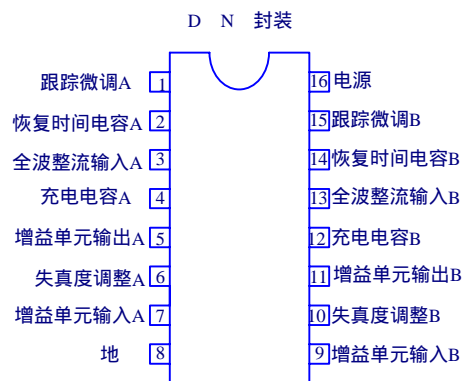 D N 封装
跟踪微调A 1 16 电源
恢复时间电容A 2 15 跟踪微调B
全波整流输入A 3 14 恢复时间电容B
充电电容A 4 13 全波整流输入B
增益单元输出A 5 12 充电电容B
失真度调整A 6 11 增益单元输出B
增益单元输入A 7 10 失真度调整B
地 8 9 增益单元输入B